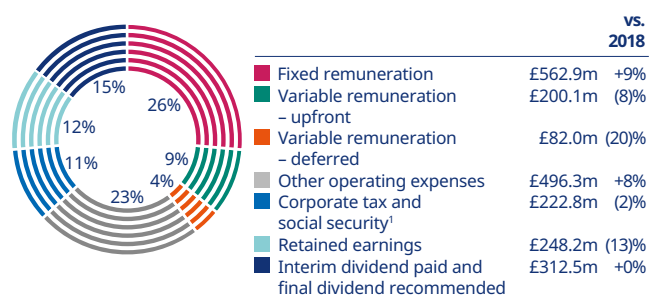 vs.
2018
Fixed remuneration £562.9m +9%
Variable remuneration £200.1m (8)%
– upfront
Variable remuneration £82.0m (20)%
– deferred
Other operating expenses £496.3m +8%
Corporate tax and £222.8m (2)%
social security¹
Retained earnings £248.2m (13)%
Interim dividend paid and £312.5m +0%
final dividend recommended
15%
26%
12%
11%
9%
4%
23%